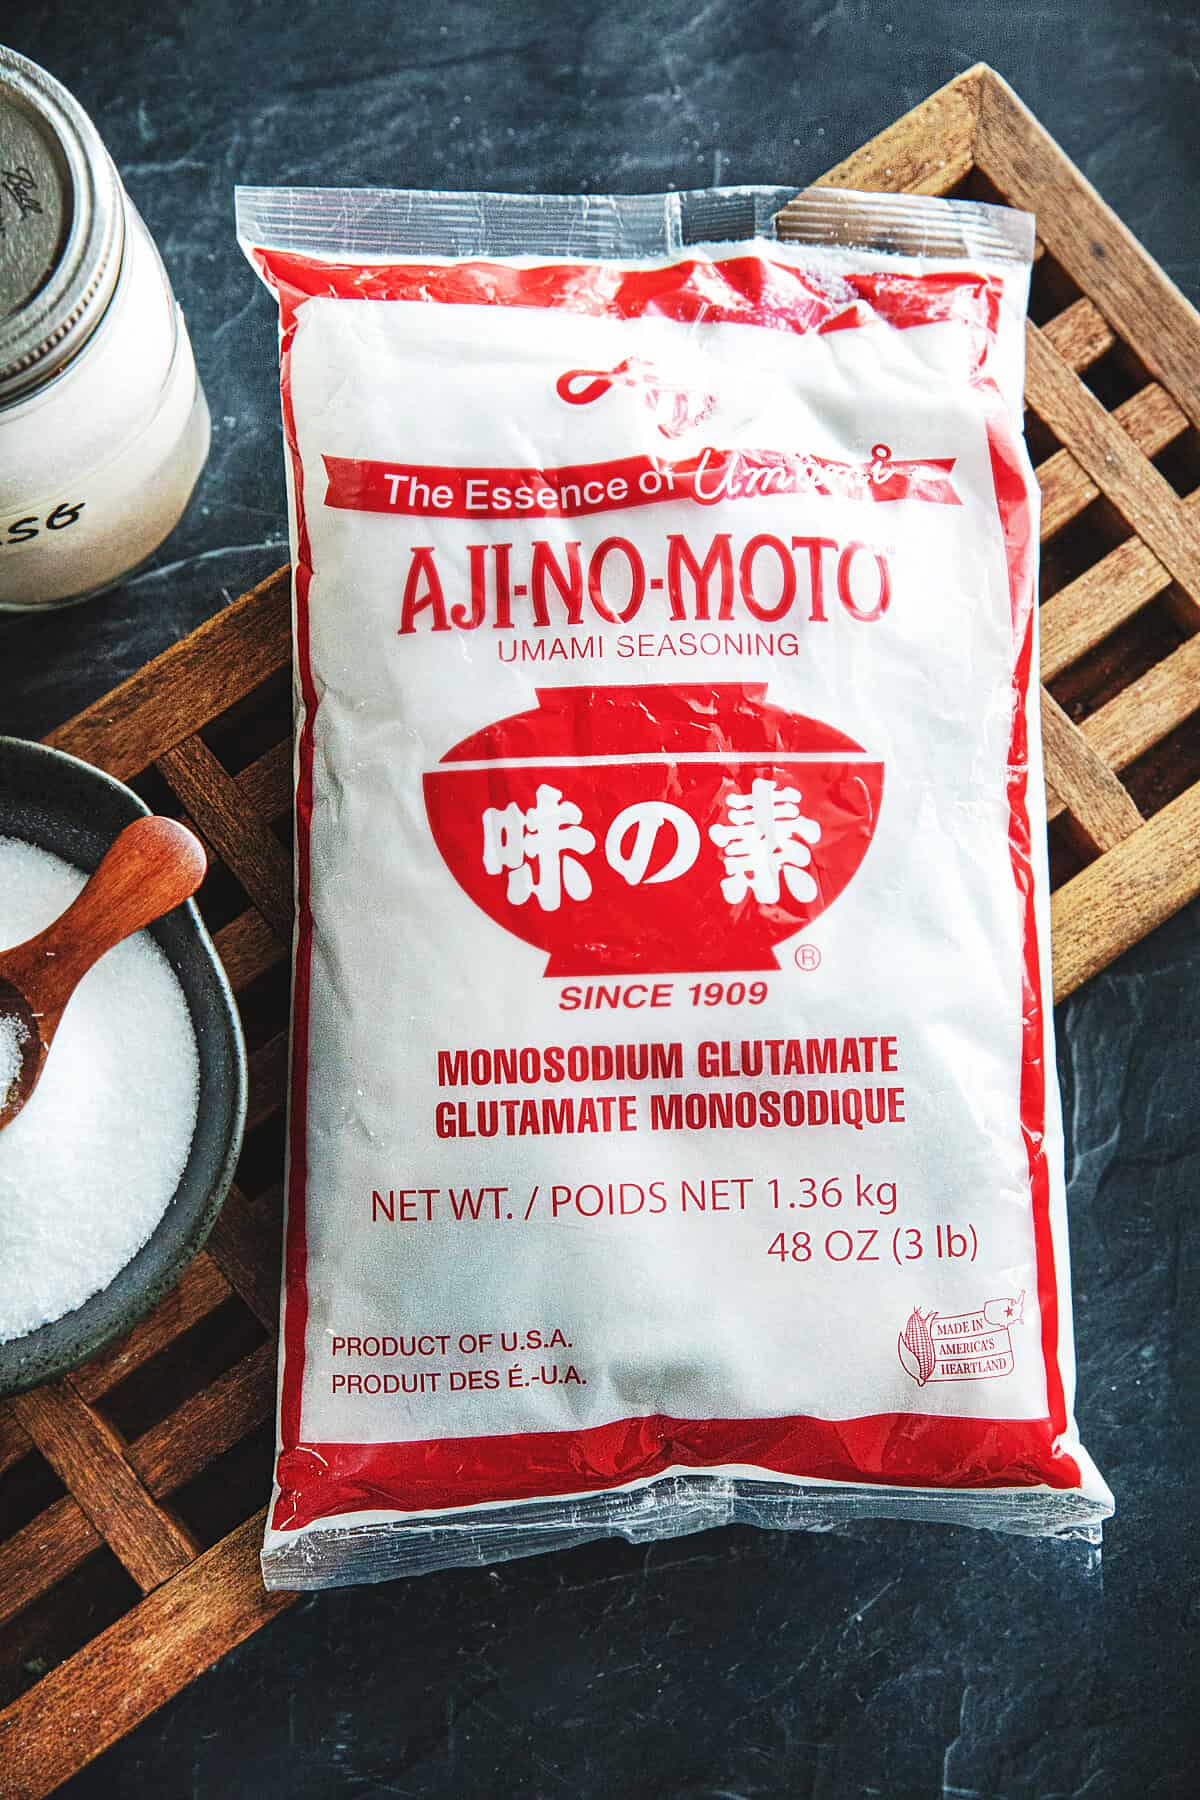 Ball
The Essence of Umami
AJI-NO-MOTO
UMAMI SEASONING
味の素
®
SINCE 1909
MONOSODIUM GLUTAMATE
GLUTAMATE MONOSODIQUE
NET WT. / POIDS NET 1.36 kg
48 OZ (3 lb)
PRODUCT OF U.S.A.
PRODUIT DES É.-U.A.
MADE IN
AMERICA'S
HEARTLAND